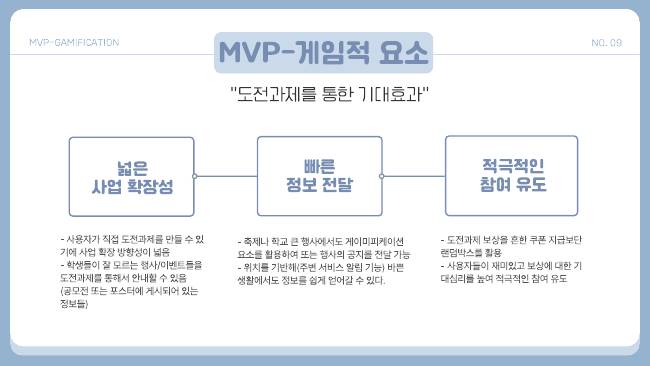 MVP-GAMIFICATION
MVP-게임적 요소
NO. 09
"도전과제를 통한 기대효과"
넓은
사업 확장성
빠른
정보 전달
적극적인
참여 유도
- 사용자가 직접 도전과제를 만들 수 있
기에 사업 확장 방향성이 넓음
- 학생들이 잘 모르는 행사/이벤트들을
도전과제를 통해서 안내할 수 있음
(공모전 또는 포스터에 게시되어 있는
정보들)
- 축제나 학교 큰 행사에서도 게이미피케이션
요소를 활용하여 또는 행사의 공지를 전달 가능
- 위치를 기반해(주변 서비스 알림 기능) 바쁜
생활에서도 정보를 쉽게 얻어갈 수 있다.
- 도전과제 보상을 흔한 쿠폰 지급보단
랜덤박스를 활용
- 사용자들이 재미있고 보상에 대한 기
대심리를 높여 적극적인 참여 유도